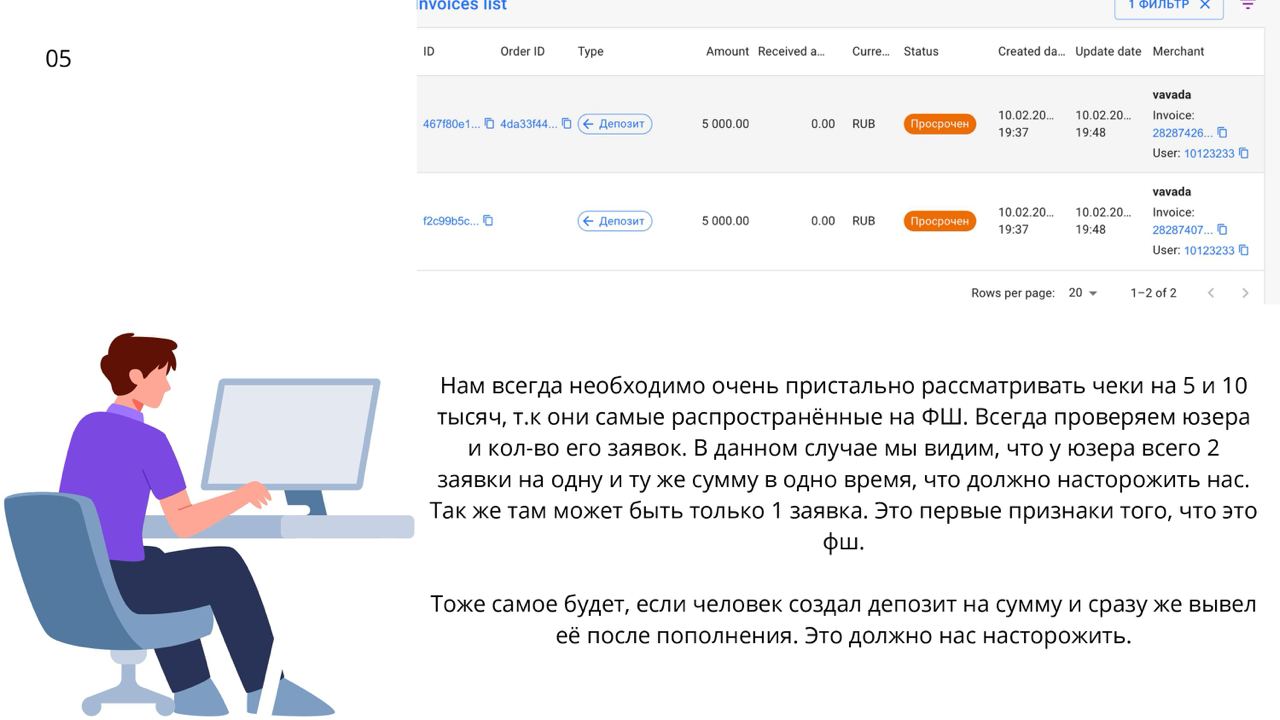 Invoices list
1 ФИЛЬТР
05
ID Order ID Type Amount Received a... Curre... Status Created da... Update date Merchant
vavada
467f80e1... 4da33f44... Депозит 5 000.00 0.00 RUB Просрочен 10.02.20... 19:37 10.02.20... 19:48 Invoice: 28287426...
User: 10123233
vavada
f2c99b5c... Депозит 5 000.00 0.00 RUB Просрочен 10.02.20... 19:37 10.02.20... 19:48 Invoice: 28287407...
User: 10123233
Rows per page: 20 1–2 of 2
Нам всегда необходимо очень пристально рассматривать чеки на 5 и 10
тысяч, т.к они самые распространённые на ФШ. Всегда проверяем юзера
и кол-во его заявок. В данном случае мы видим, что у юзера всего 2
заявки на одну и ту же сумму в одно время, что должно насторожить нас.
Так же там может быть только 1 заявка. Это первые признаки того, что это
фш.
Тоже самое будет, если человек создал депозит на сумму и сразу же вывел
её после пополнения. Это должно нас насторожить.